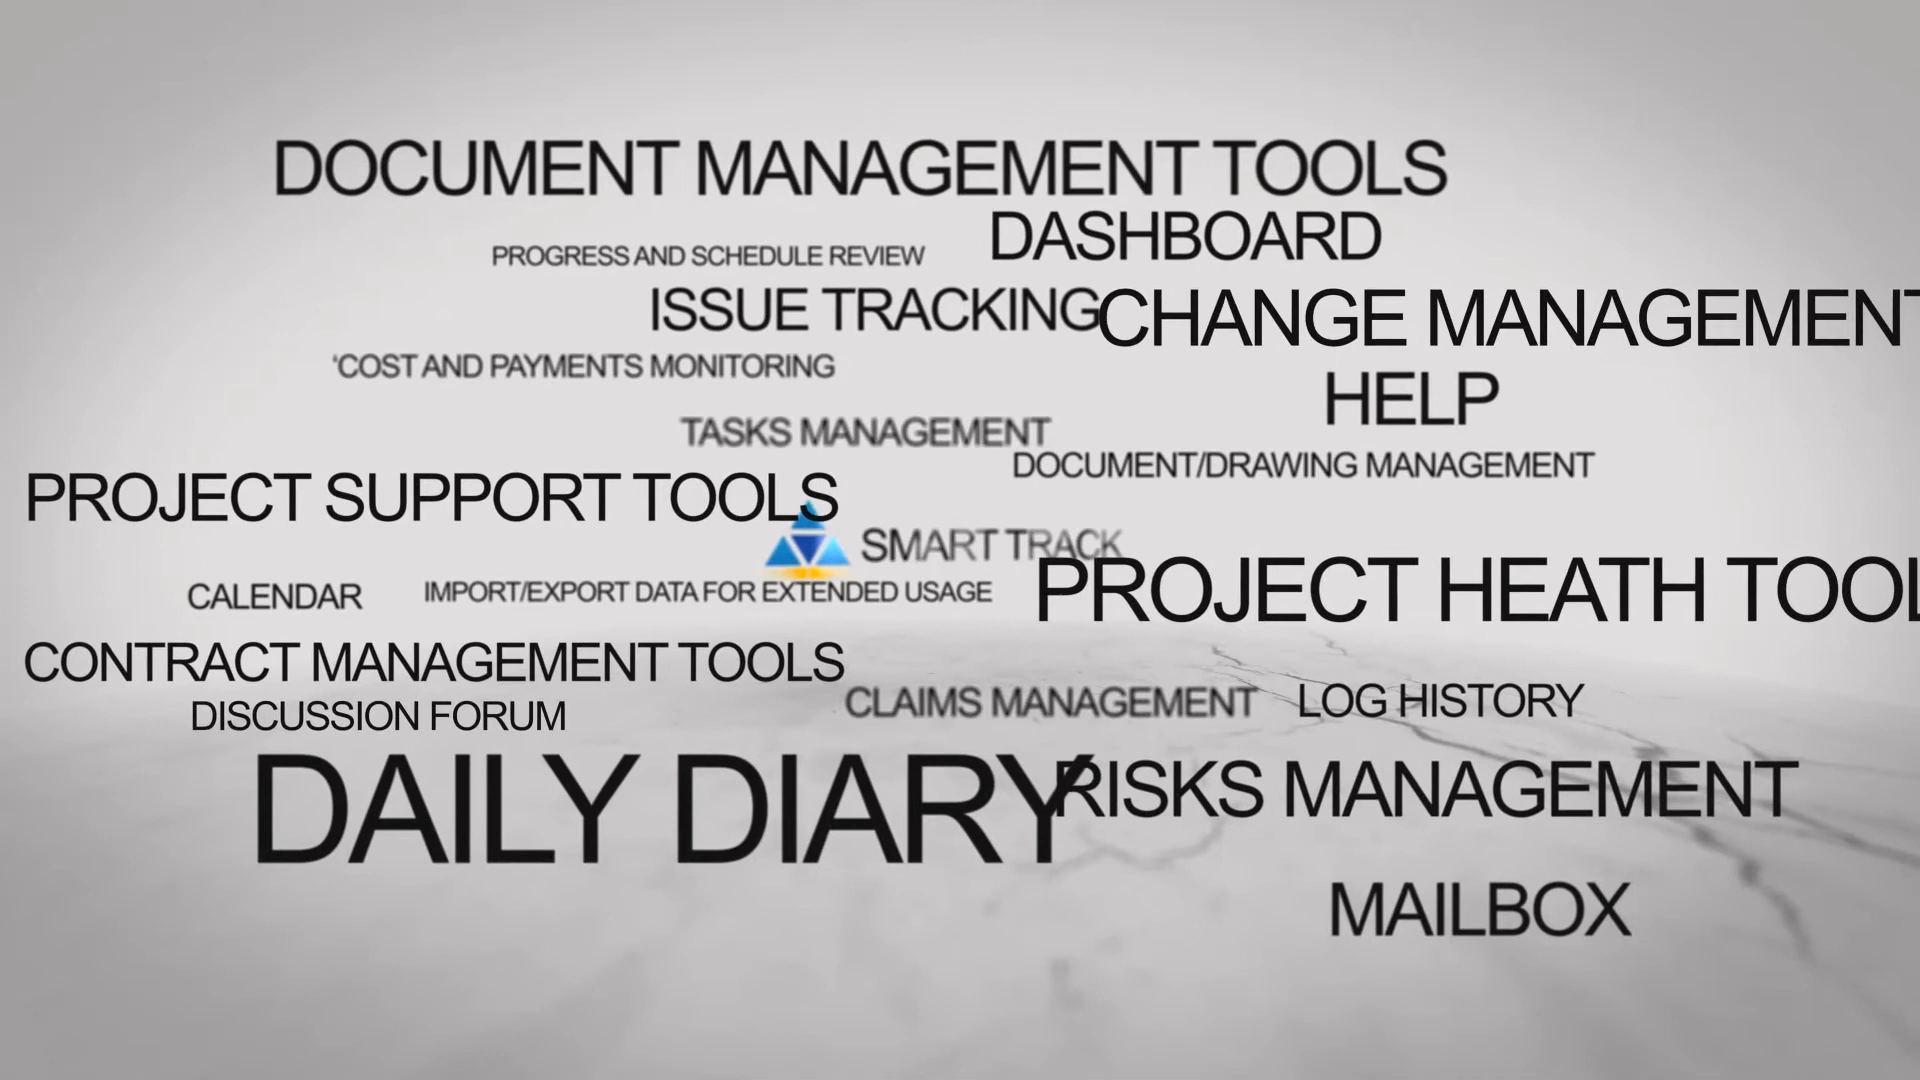 DOCUMENT MANAGEMENT TOOLS
DASHBOARD
PROGRESS AND SCHEDULE REVIEW
ISSUE TRACKING
CHANGE MANAGEMENT
'COST AND PAYMENTS MONITORING
HELP
TASKS MANAGEMENT
DOCUMENT/DRAWING MANAGEMENT
PROJECT SUPPORT TOOLS
SMART TRACK
PROJECT HEATH TOOL
CALENDAR
IMPORT/EXPORT DATA FOR EXTENDED USAGE
CONTRACT MANAGEMENT TOOLS
CLAIMS MANAGEMENT
LOG HISTORY
DISCUSSION FORUM
DAILY DIARY
RISKS MANAGEMENT
MAILBOX